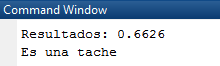 Command Window
Resultados: 0.6626
Es una tache